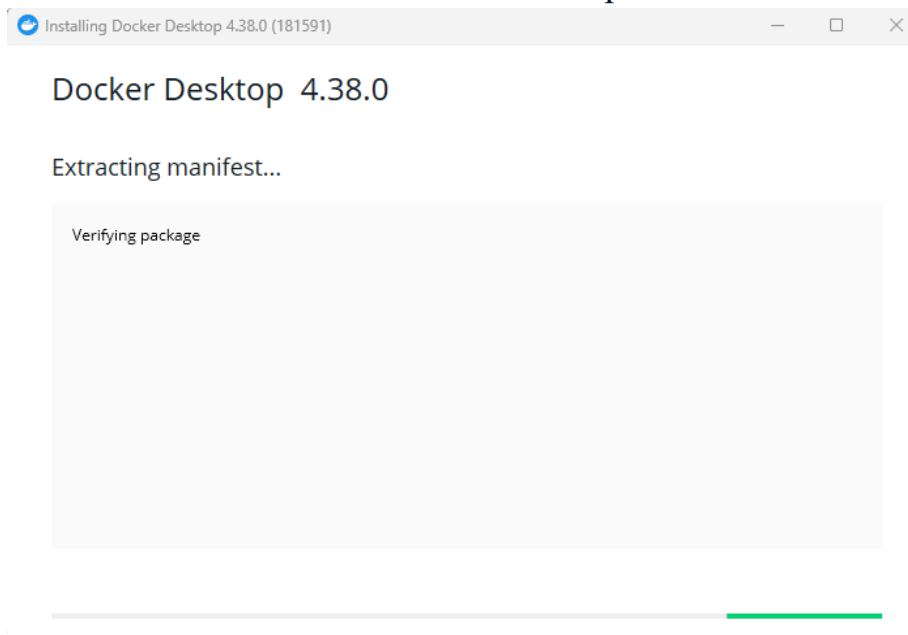 Installing Docker Desktop 4.38.0 (181591)
Docker Desktop 4.38.0
Extracting manifest...
Verifying package